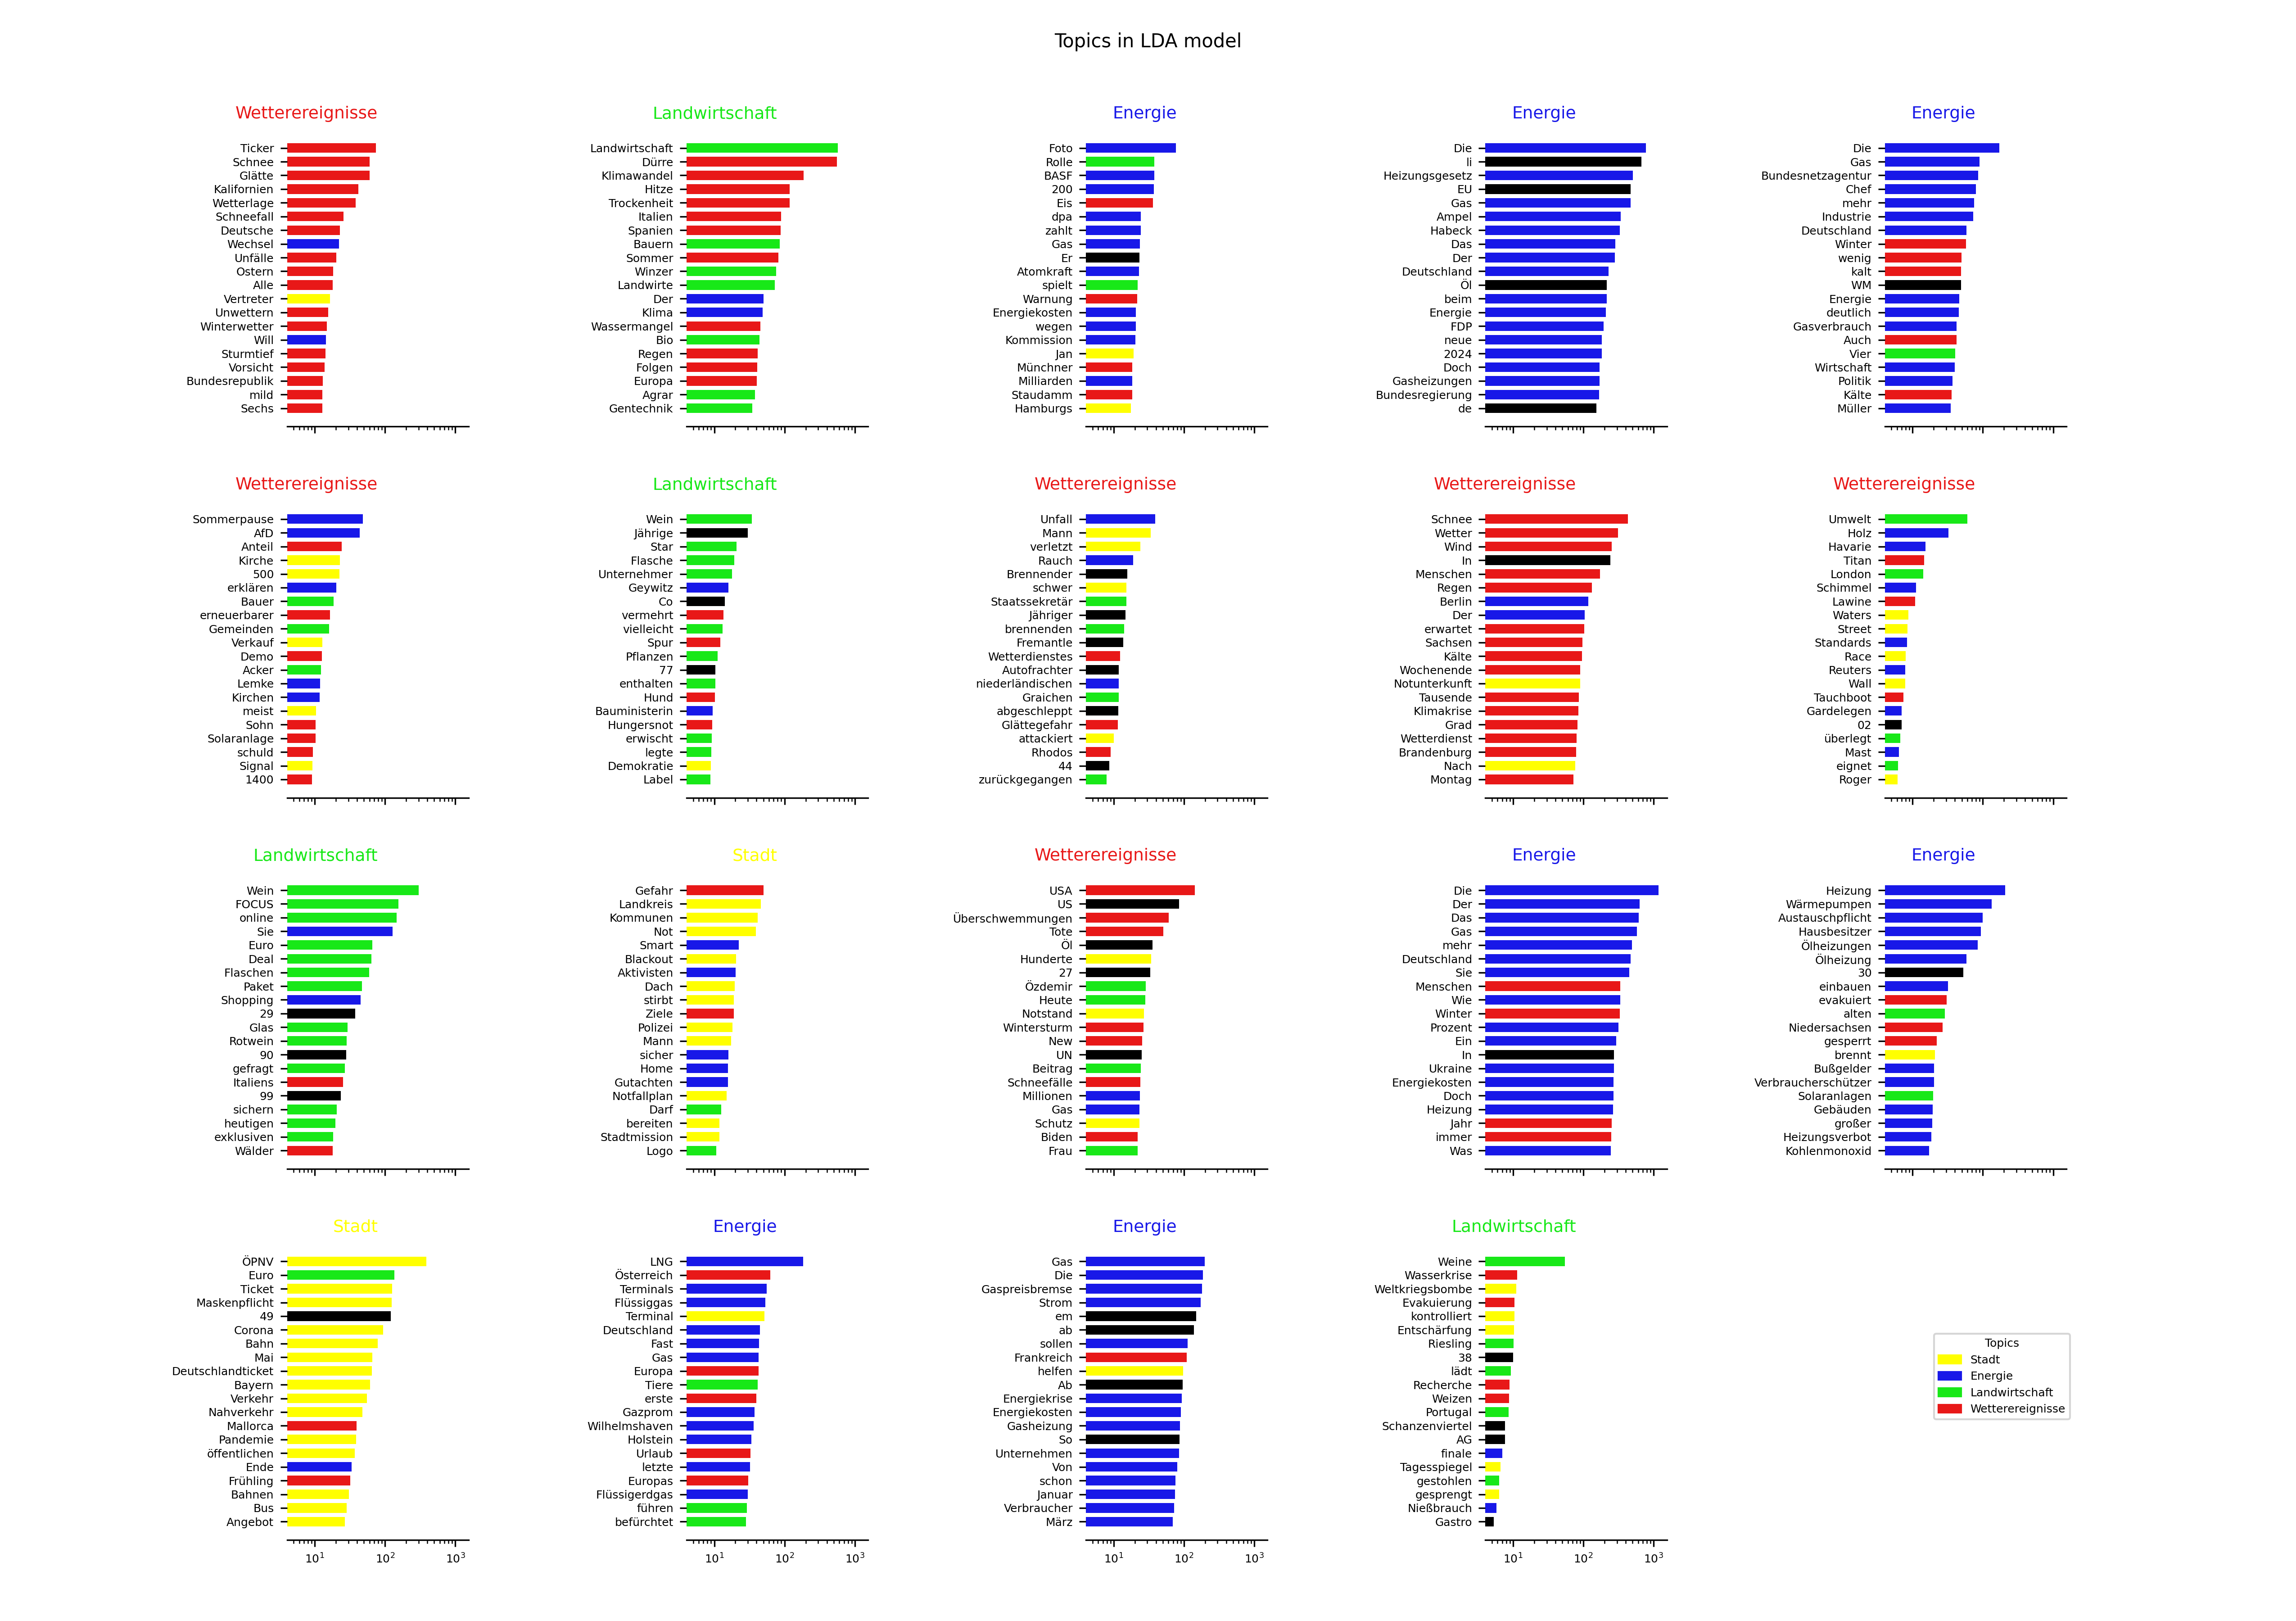 Topics in LDA model
Wetterereignisse
Ticker
Schnee
Glätte
Kalifornien
Wetterlage
Schneefall
Deutsche
Wechsel
Unfälle
Ostern
Alle
Vertreter
Unwettern
Winterwetter
Will
Sturmtief
Vorsicht
Bundesrepublik
mild
Sechs
Landwirtschaft
Landwirtschaft
Dürre
Klimawandel
Hitze
Trockenheit
Italien
Spanien
Bauern
Sommer
Winzer
Landwirte
Der
Klima
Wassermangel
Bio
Regen
Folgen
Europa
Agrar
Gentechnik
Energie
Foto
Rolle
BASF
200
Eis
dpa
zahlt
Gas
Er
Atomkraft
spielt
Warnung
Energiekosten
wegen
Kommission
Jan
Münchner
Milliarden
Staudamm
Hamburgs
Energie
Die
li
Heizungsgesetz
EU
Gas
Ampel
Habeck
Das
Der
Deutschland
Öl
beim
Energie
FDP
neue
2024
Doch
Gasheizungen
Bundesregierung
de
Energie
Die
Gas
Bundesnetzagentur
Chef
mehr
Industrie
Deutschland
Winter
wenig
kalt
WM
Energie
deutlich
Gasverbrauch
Auch
Vier
Wirtschaft
Politik
Kälte
Müller
Wetterereignisse
Sommerpause
AfD
Anteil
Kirche
500
erklären
Bauer
erneuerbarer
Gemeinden
Verkauf
Demo
Acker
Lemke
Kirchen
meist
Sohn
Solaranlage
schuld
Signal
1400
Landwirtschaft
Wein
Jährige
Star
Flasche
Unternehmer
Geywitz
Co
vermehrt
vielleicht
Spur
Pflanzen
77
enthalten
Hund
Bauministerin
Hungersnot
erwischt
legte
Demokratie
Label
Wetterereignisse
Unfall
Mann
verletzt
Rauch
Brennender
schwer
Staatssekretär
Jähriger
brennenden
Fremantle
Wetterdienstes
Autofrachter
niederländischen
Graichen
abgeschleppt
Glättegefahr
attackiert
Rhodos
44
zurückgegangen
Wetterereignisse
Schnee
Wetter
Wind
In
Menschen
Regen
Berlin
Der
erwartet
Sachsen
Kälte
Wochenende
Notunterkunft
Tausende
Klimakrise
Grad
Wetterdienst
Brandenburg
Nach
Montag
Wetterereignisse
Umwelt
Holz
Havarie
Titan
London
Schimmel
Lawine
Waters
Street
Standards
Race
Reuters
Wall
Tauchboot
Gardelegen
02
überlegt
Mast
eignet
Roger
Landwirtschaft
Wein
FOCUS
online
Sie
Euro
Deal
Flaschen
Paket
Shopping
29
Glas
Rotwein
90
gefragt
Italiens
99
sichern
heutigen
exklusiven
Wälder
Stadt
Gefahr
Landkreis
Kommunen
Not
Smart
Blackout
Aktivisten
Dach
stirbt
Ziele
Polizei
Mann
sicher
Home
Gutachten
Notfallplan
Darf
bereiten
Stadtmission
Logo
Wetterereignisse
USA
US
Überschwemmungen
Tote
Öl
Hunderte
27
Özdemir
Heute
Notstand
Wintersturm
New
UN
Beitrag
Schneefälle
Millionen
Gas
Schutz
Biden
Frau
Energie
Die
Der
Das
Gas
mehr
Deutschland
Sie
Menschen
Wie
Winter
Prozent
Ein
In
Ukraine
Energiekosten
Doch
Heizung
Jahr
immer
Was
Energie
Heizung
Wärmepumpen
Austauschpflicht
Hausbesitzer
Ölheizungen
Ölheizung
30
einbauen
evakuiert
alten
Niedersachsen
gesperrt
brennt
Bußgelder
Verbraucherschützer
Solaranlagen
Gebäuden
großer
Heizungsverbot
Kohlenmonoxid
Stadt
ÖPNV
Euro
Ticket
Maskenpflicht
49
Corona
Bahn
Mai
Deutschlandticket
Bayern
Verkehr
Nahverkehr
Mallorca
Pandemie
öffentlichen
Ende
Frühling
Bahnen
Bus
Angebot
10¹ 10² 10³
Energie
LNG
Österreich
Terminals
Flüssiggas
Terminal
Deutschland
Fast
Gas
Europa
Tiere
erste
Gazprom
Wilhelmshaven
Holstein
Urlaub
letzte
Europas
Flüssigerdgas
führen
befürchtet
10¹ 10² 10³
Energie
Gas
Die
Gaspreisbremse
Strom
em
ab
sollen
Frankreich
helfen
Ab
Energiekrise
Energiekosten
Gasheizung
So
Unternehmen
Von
schon
Januar
Verbraucher
März
10¹ 10² 10³
Landwirtschaft
Weine
Wasserkrise
Weltkriegsbombe
Evakuierung
kontrolliert
Entschärfung
Riesling
38
lädt
Recherche
Weizen
Portugal
Schanzenviertel
AG
finale
Tagesspiegel
gestohlen
gesprengt
Nießbrauch
Gastro
10¹ 10² 10³
Topics
Stadt
Energie
Landwirtschaft
Wetterereignisse